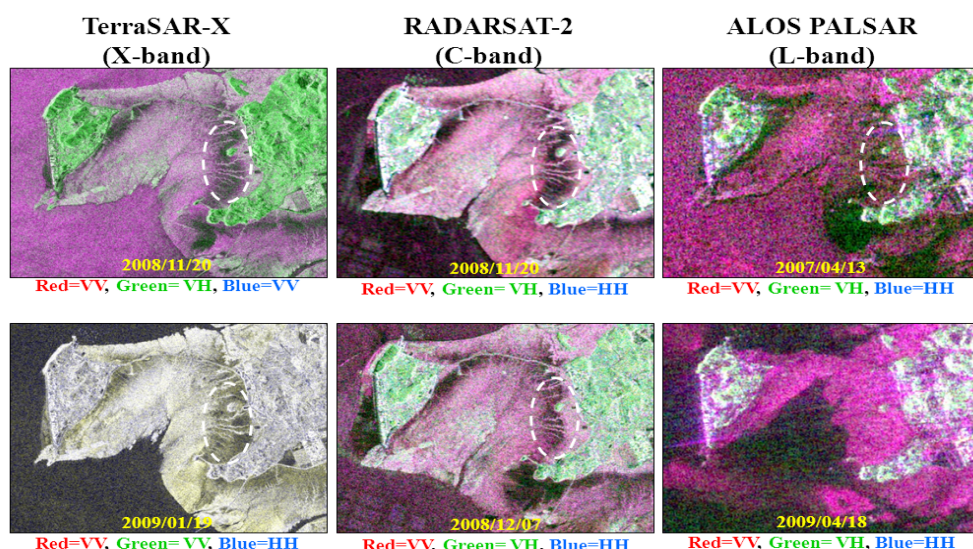 TerraSAR-X
(X-band)
RADARSAT-2
(C-band)
ALOS PALSAR
(L-band)
2008/11/20
2008/11/20
2007/04/13
Red=VV, Green= VH, Blue=VV
Red=VV, Green= VH, Blue=HH
Red=VV, Green= VH, Blue=HH
2009/01/19
2008/12/07
2009/04/18
Red=VV, Green= VV, Blue=HH
Red=VV, Green= VH, Blue=HH
Red=VV, Green= VH, Blue=HH